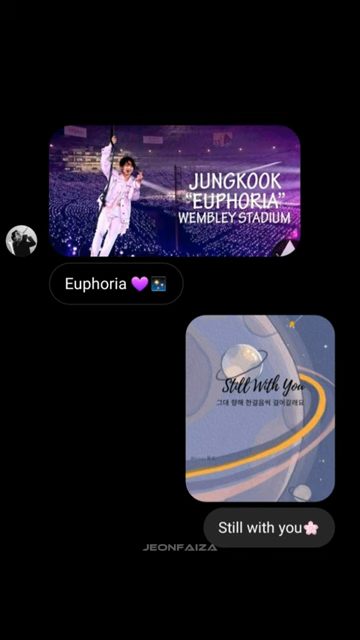 JUNGKOOK
"EUPHORIA"
WEMBLEY STADIUM
Euphoria 💜🌃
Still With You
그대 향해 한걸음씩 걸어갈래요
Still with you🌸
JEONFAIZA